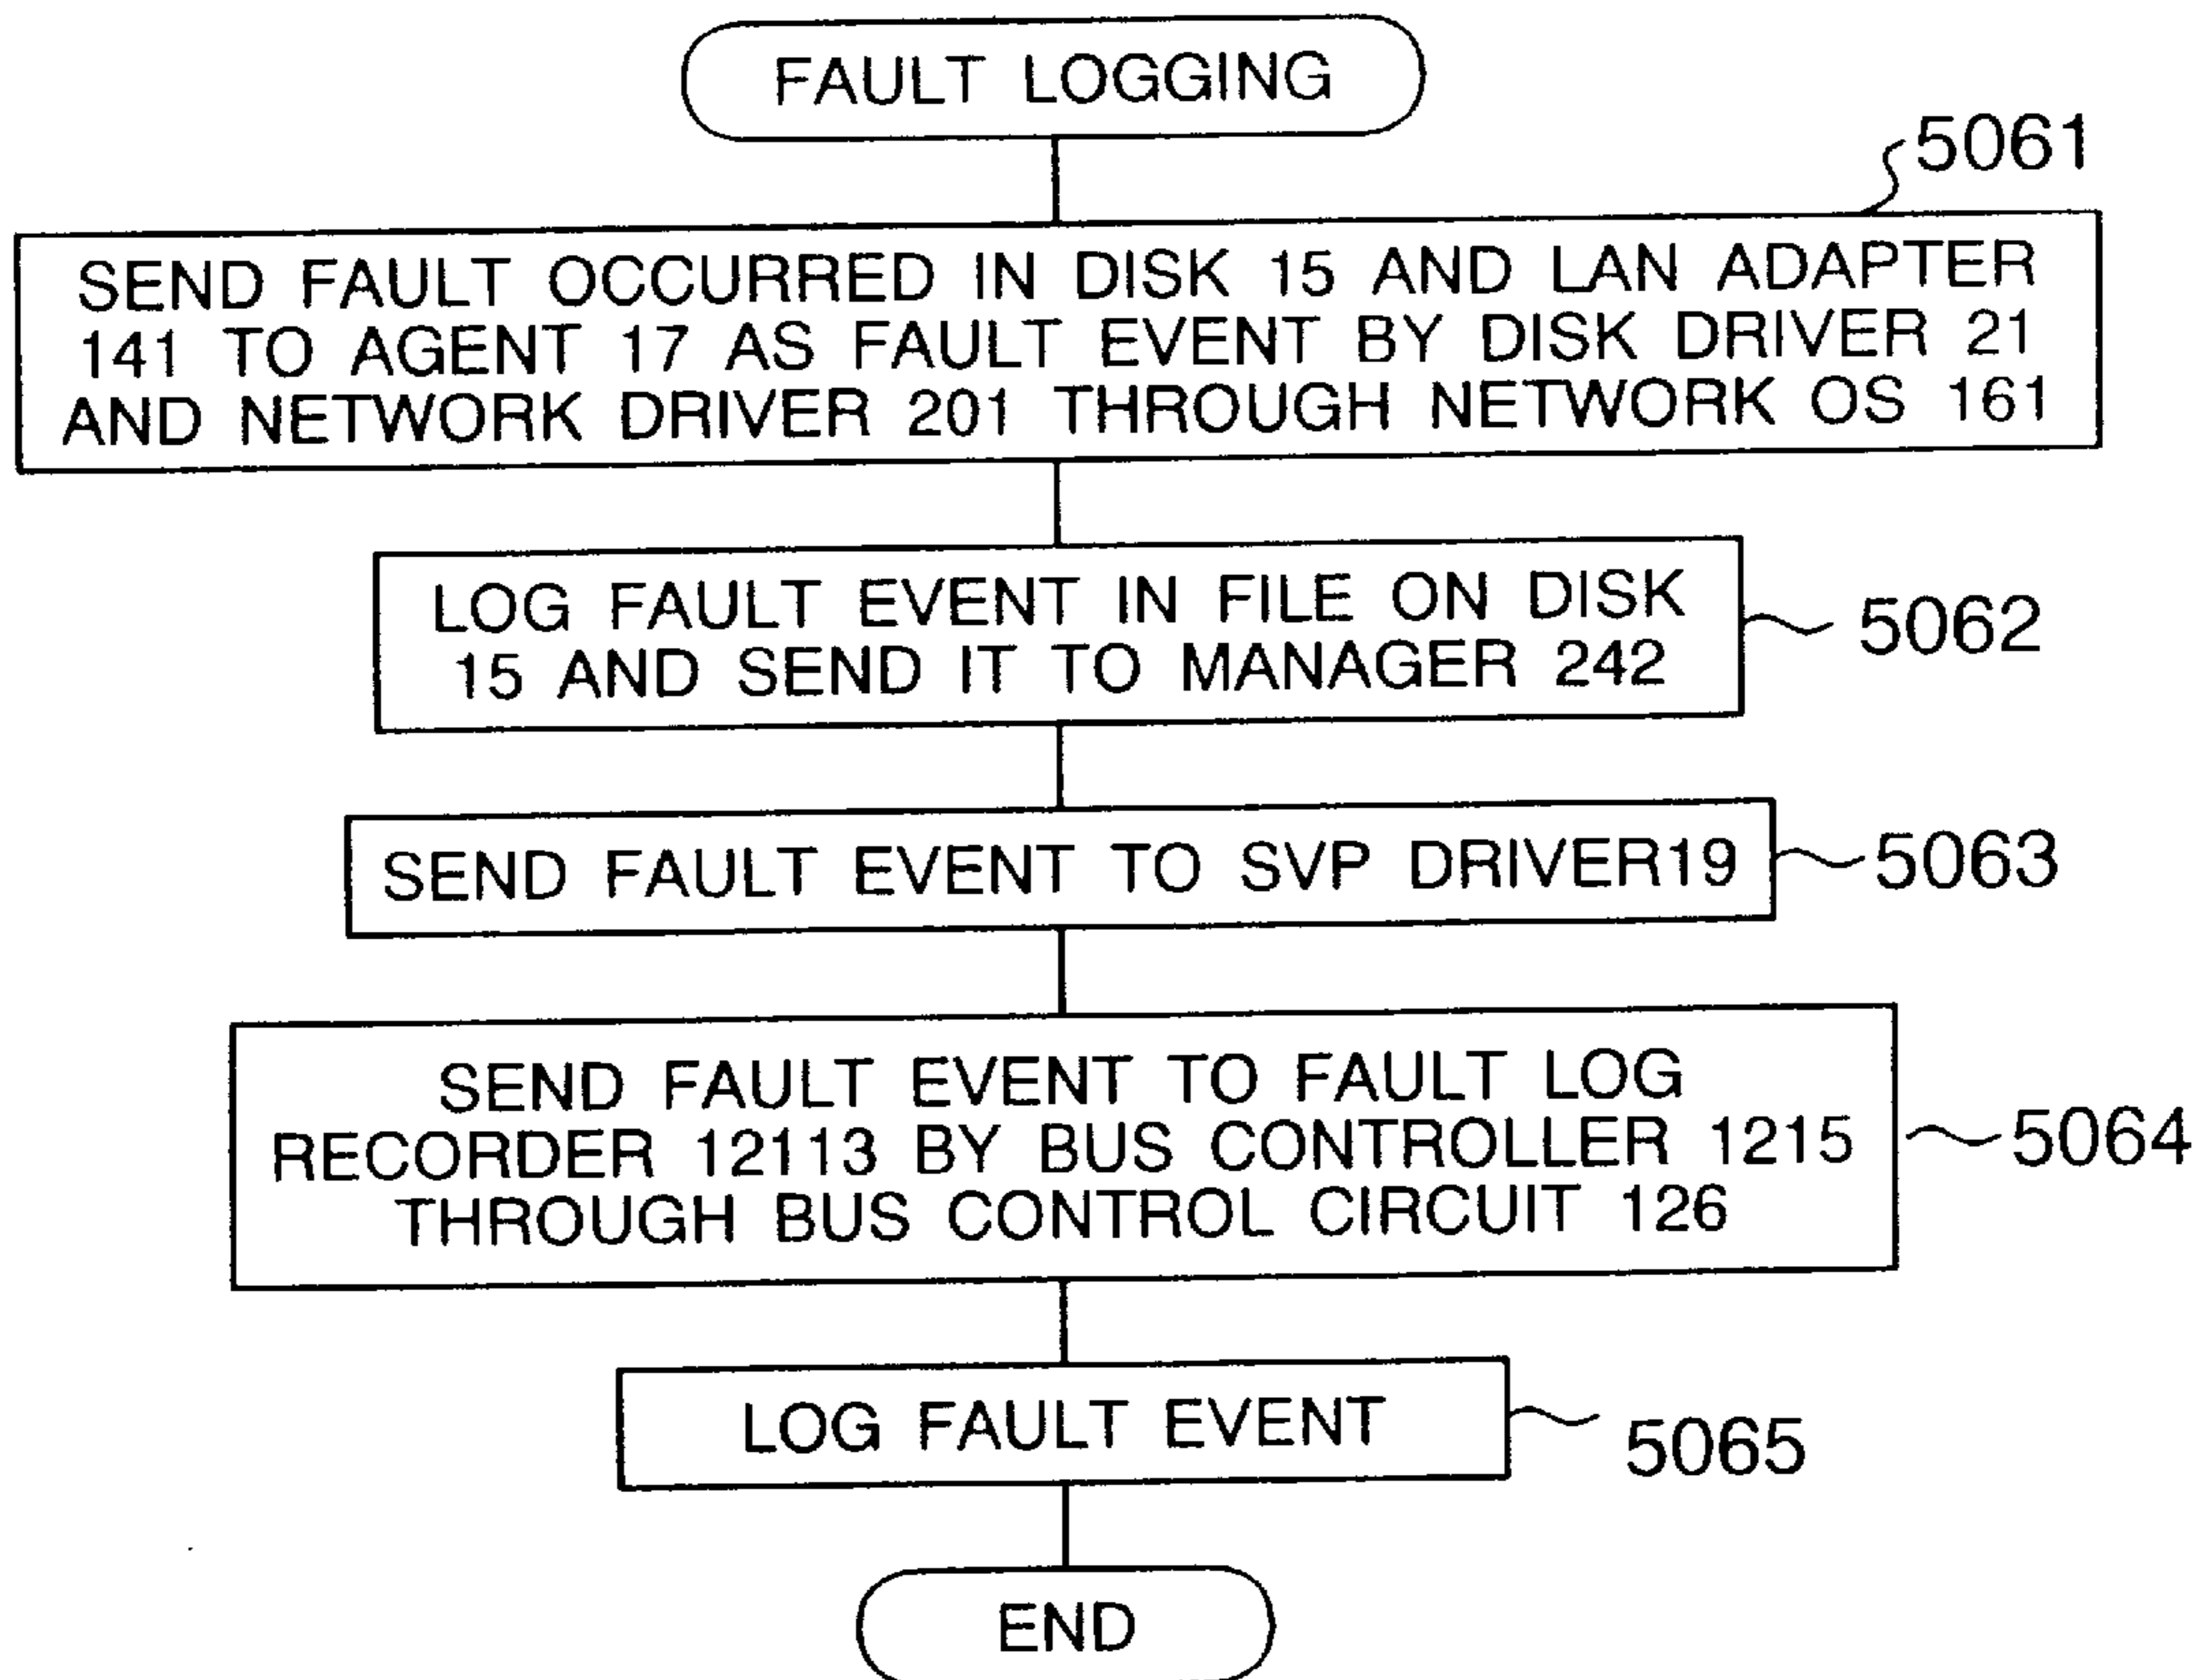 FAULT LOGGING
5061
SEND FAULT OCCURRED IN DISK 15 AND LAN ADAPTER
141 TO AGENT 17 AS FAULT EVENT BY DISK DRIVER 21
AND NETWORK DRIVER 201 THROUGH NETWORK OS 161
LOG FAULT EVENT IN FILE ON DISK
15 AND SEND IT TO MANAGER 242
5062
SEND FAULT EVENT TO SVP DRIVER19
5063
SEND FAULT EVENT TO FAULT LOG
RECORDER 12113 BY BUS CONTROLLER 1215
THROUGH BUS CONTROL CIRCUIT 126
5064
LOG FAULT EVENT
5065
END